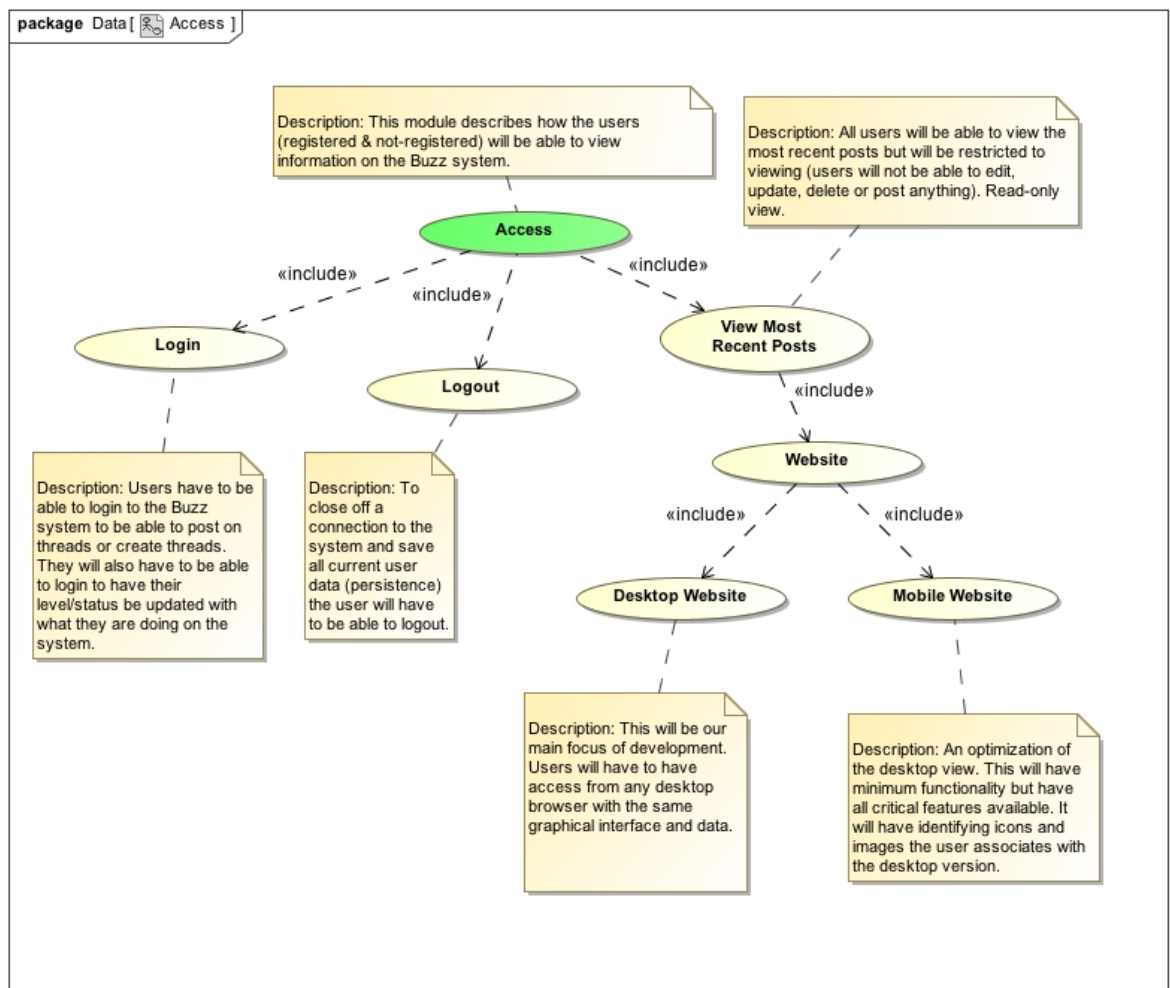 package Data[ Access ]
Description: This module describes how the users
(registered & not-registered) will be able to view
information on the Buzz system.
Description: All users will be able to view the
most recent posts but will be restricted to
viewing (users will not be able to edit,
update, delete or post anything). Read-only
view.
Access
«include»
«include»
«include»
Login
Logout
View Most
Recent Posts
«include»
Website
«include»
«include»
Desktop Website
Mobile Website
Description: Users have to be
able to login to the Buzz
system to be able to post on
threads or create threads.
They will also have to be able
to login to have their
level/status be updated with
what they are doing on the
system.
Description: To
close off a
connection to the
system and save
all current user
data (persistence)
the user will have
to be able to logout.
Description: This will be our
main focus of development.
Users will have to have
access from any desktop
browser with the same
graphical interface and data.
Description: An optimization of
the desktop view. This will have
minimum functionality but have
all critical features available. It
will have identifying icons and
images the user associates with
the desktop version.